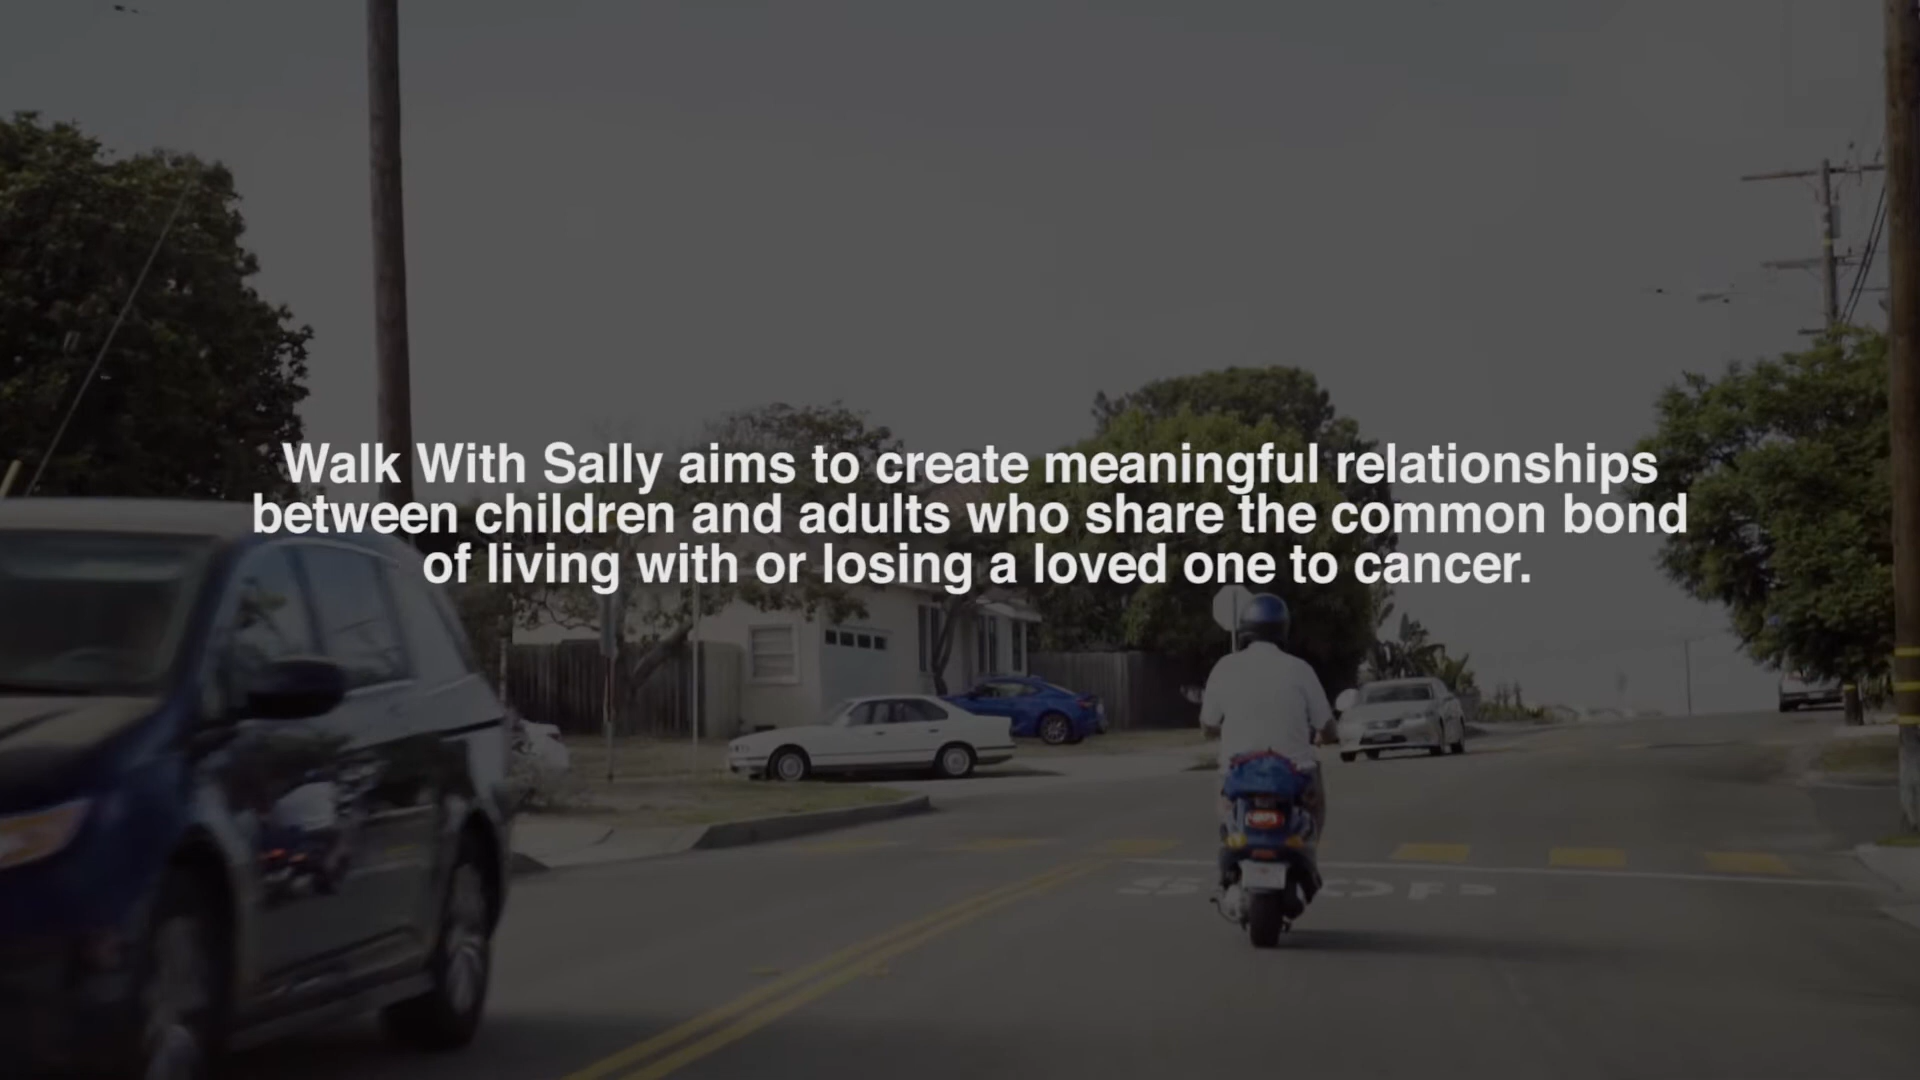 Walk With Sally aims to create meaningful relationships
between children and adults who share the common bond
of living with or losing a loved one to cancer.
STOP